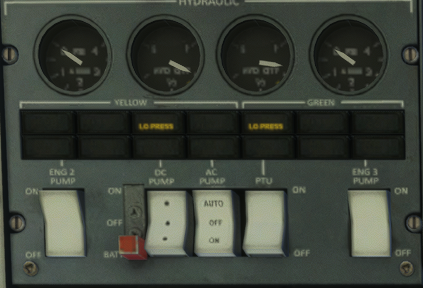 HYDRAULIC
YELLOW GREEN
LO PRESS LO PRESS
ENG 2 PUMP
DC PUMP
AC PUMP
PTU
ENG 3 PUMP
ON ON ON ON
AUTO
OFF OFF
ON
OFF BATT OFF OFF